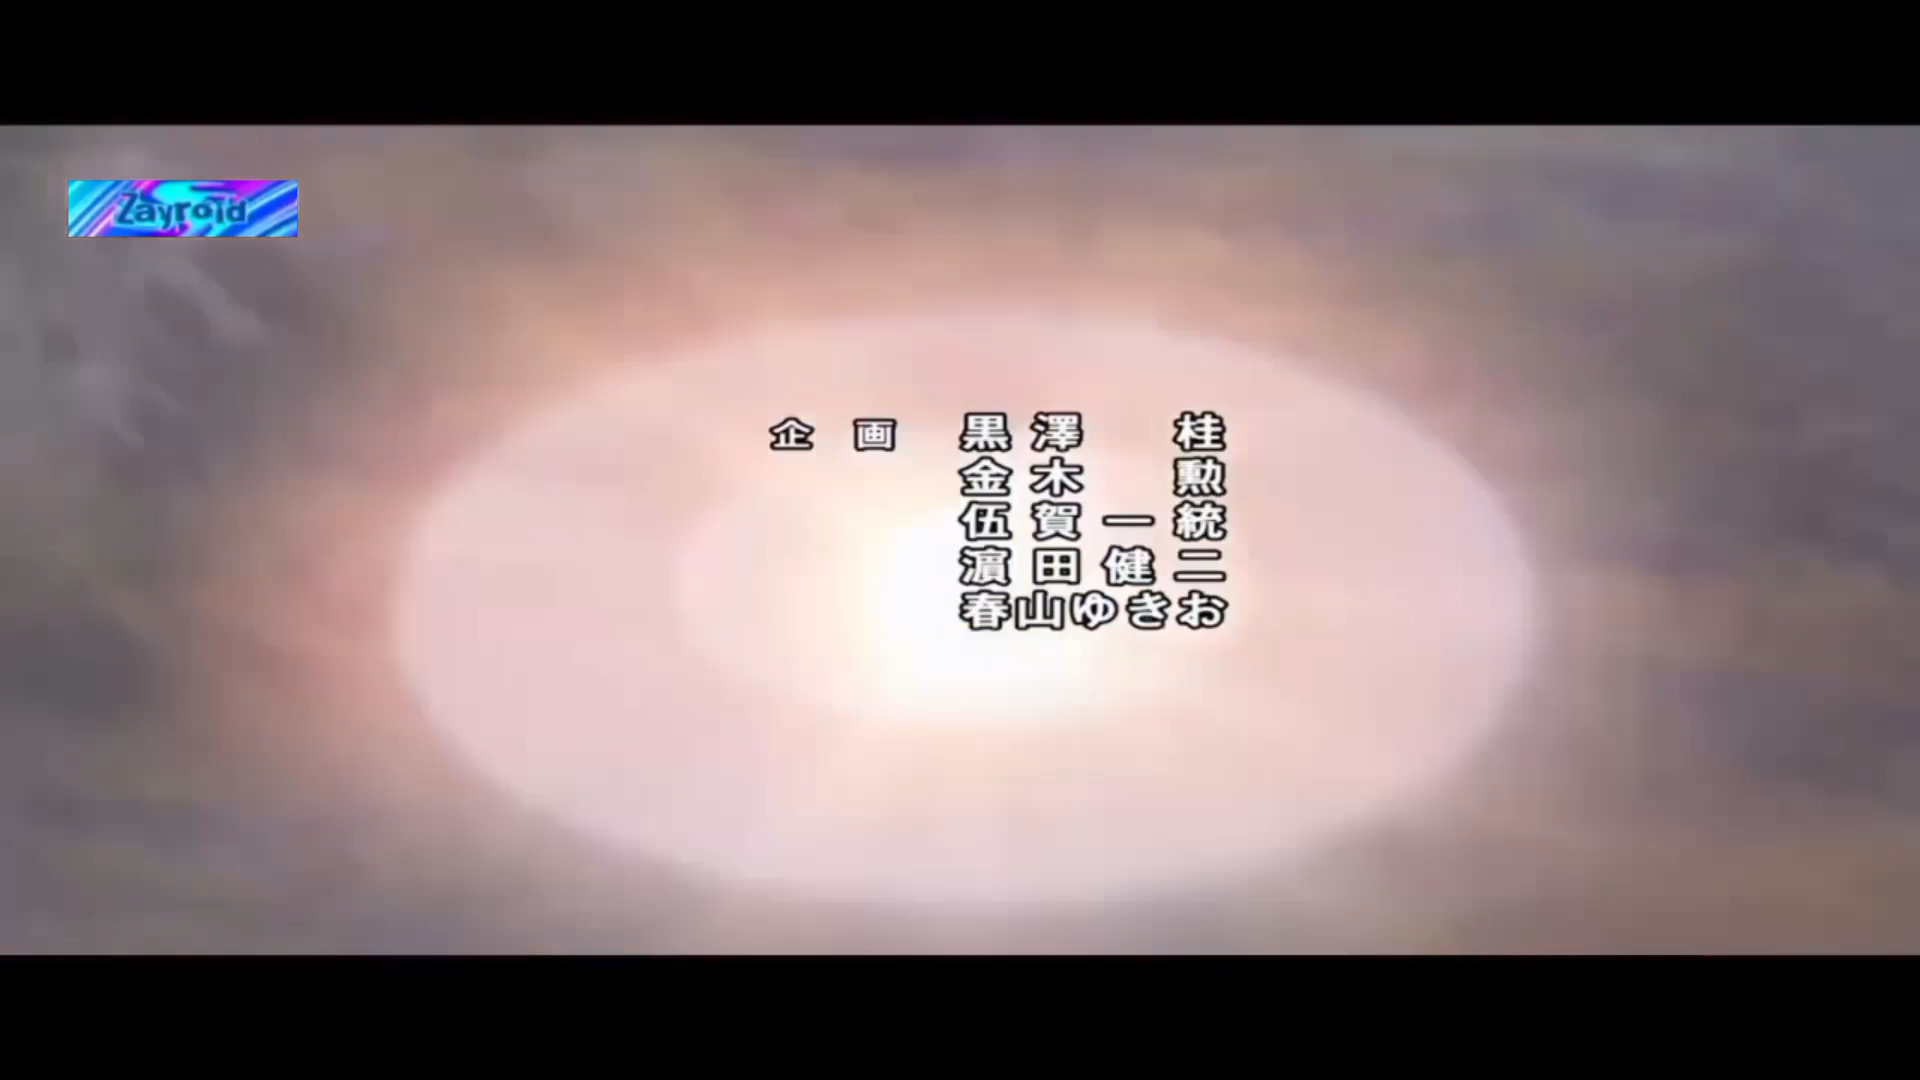 Zayroid
企画 黒澤 桂
金木 勲
伍賀一統
濵田健二
春山ゆきお